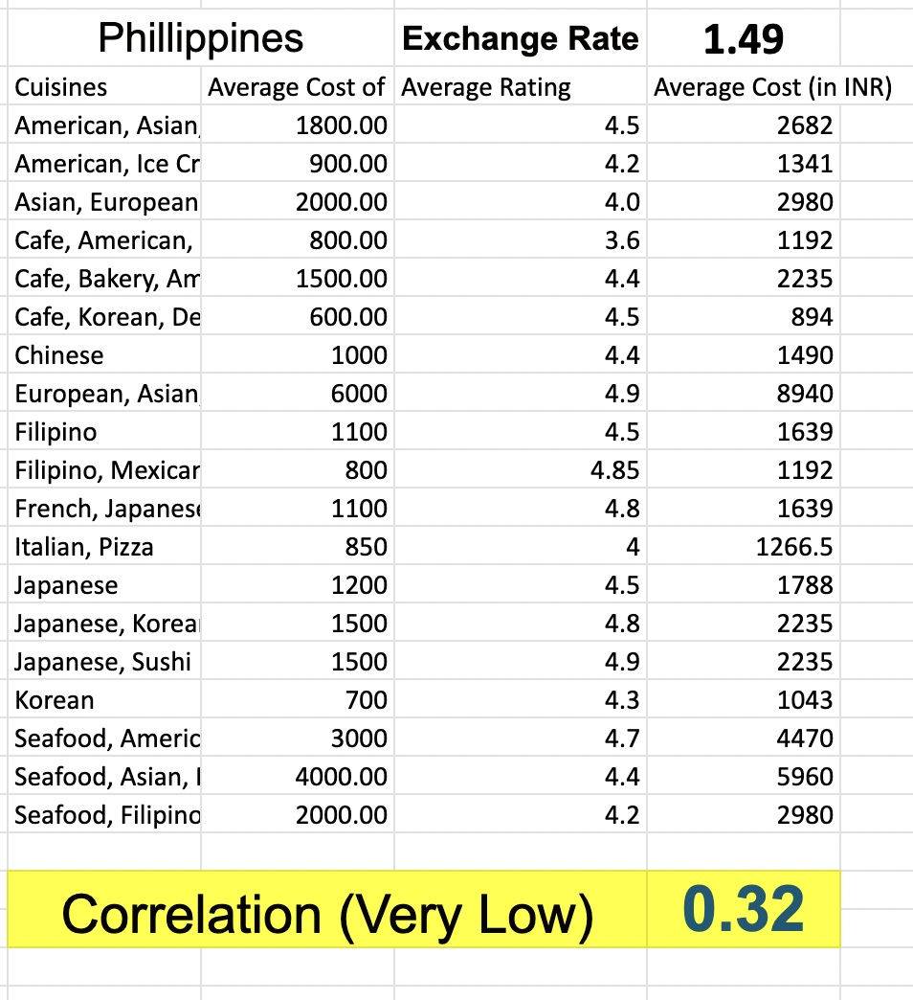 Phillippines Exchange Rate 1.49
Cuisines Average Cost of Average Rating Average Cost (in INR)
American, Asian, 1800.00 4.5 2682
American, Ice Cr 900.00 4.2 1341
Asian, European 2000.00 4.0 2980
Cafe, American, 800.00 3.6 1192
Cafe, Bakery, Am 1500.00 4.4 2235
Cafe, Korean, De 600.00 4.5 894
Chinese 1000 4.4 1490
European, Asian, 6000 4.9 8940
Filipino 1100 4.5 1639
Filipino, Mexican 800 4.85 1192
French, Japanese 1100 4.8 1639
Italian, Pizza 850 4 1266.5
Japanese 1200 4.5 1788
Japanese, Korea 1500 4.8 2235
Japanese, Sushi 1500 4.9 2235
Korean 700 4.3 1043
Seafood, Americ 3000 4.7 4470
Seafood, Asian, 4000.00 4.4 5960
Seafood, Filipino 2000.00 4.2 2980
Correlation (Very Low) 0.32